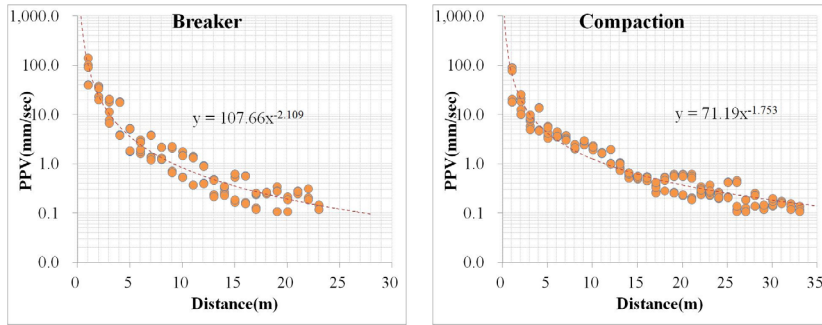 Breaker
1,000.0
100.0
10.0
1.0
0.1
0.0
PPV(mm/sec)
y = 107.66x^-2.109
0 5 10 15 20 25 30
Distance(m)
Compaction
1,000.0
100.0
10.0
1.0
0.1
0.0
PPV(mm/sec)
y = 71.19x^-1.753
0 5 10 15 20 25 30 35
Distance(m)